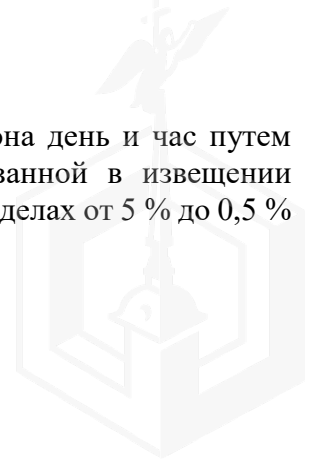 она день и час путем
ванной в извещении
делах от 5 % до 0,5 %